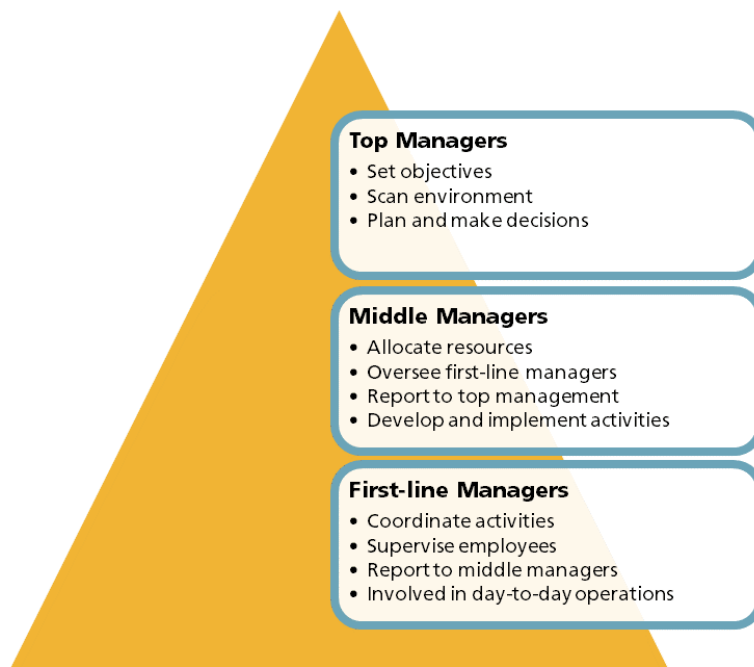 Top Managers
• Set objectives
• Scan environment
• Plan and make decisions
Middle Managers
• Allocate resources
• Oversee first-line managers
• Report to top management
• Develop and implement activities
First-line Managers
• Coordinate activities
• Supervise employees
• Report to middle managers
• Involved in day-to-day operations